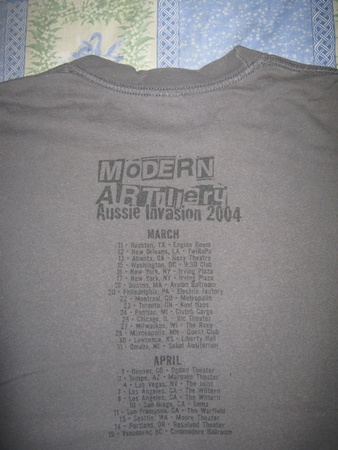 MODERN
ARTillery
Aussie Invasion 2004
MARCH
11 - Houston, TX - Engine Room
12 - New Orleans, LA - TwiRoPa
13 - Atlanta, GA - Roxy Theatre
15 - Washington, DC - 9:30 Club
16 - New York, NY - Irving Plaza
17 - New York, NY - Irving Plaza
Boston, MA - Avalon Ballroom
20 - Philadelphia, PA - Electric Factory
22 - Montreal, QH - Metropolis
23 - Toronto, ON - Kool Haus
24 - Pontiac, MI - Clutch Cargo
26 - Chicago, IL - Vic Theater
27 - Milwaukee, WI - The Rave
28 - Minneapolis, MN - Quest Club
30 - Lawrence, KS - Liberty Hall
31 - Omaha, NE - Sokol Auditorium
APRIL
1 - Denver, CO - Ogden Theater
3 - Tempe, AZ - Marquee Theater
4 - Las Vegas, NV - The Joint
7 - Los Angeles, CA - The Wiltern
8 - Los Angeles, CA - The Wiltern
10 - San Diego, CA - Soma
11 - San Francisco, CA - The Warfield
13 - Seattle, WA - Moore Theater
14 - Portland, OR - Roseland Theater
15 - Vancouver, BC - Commodore Ballroom